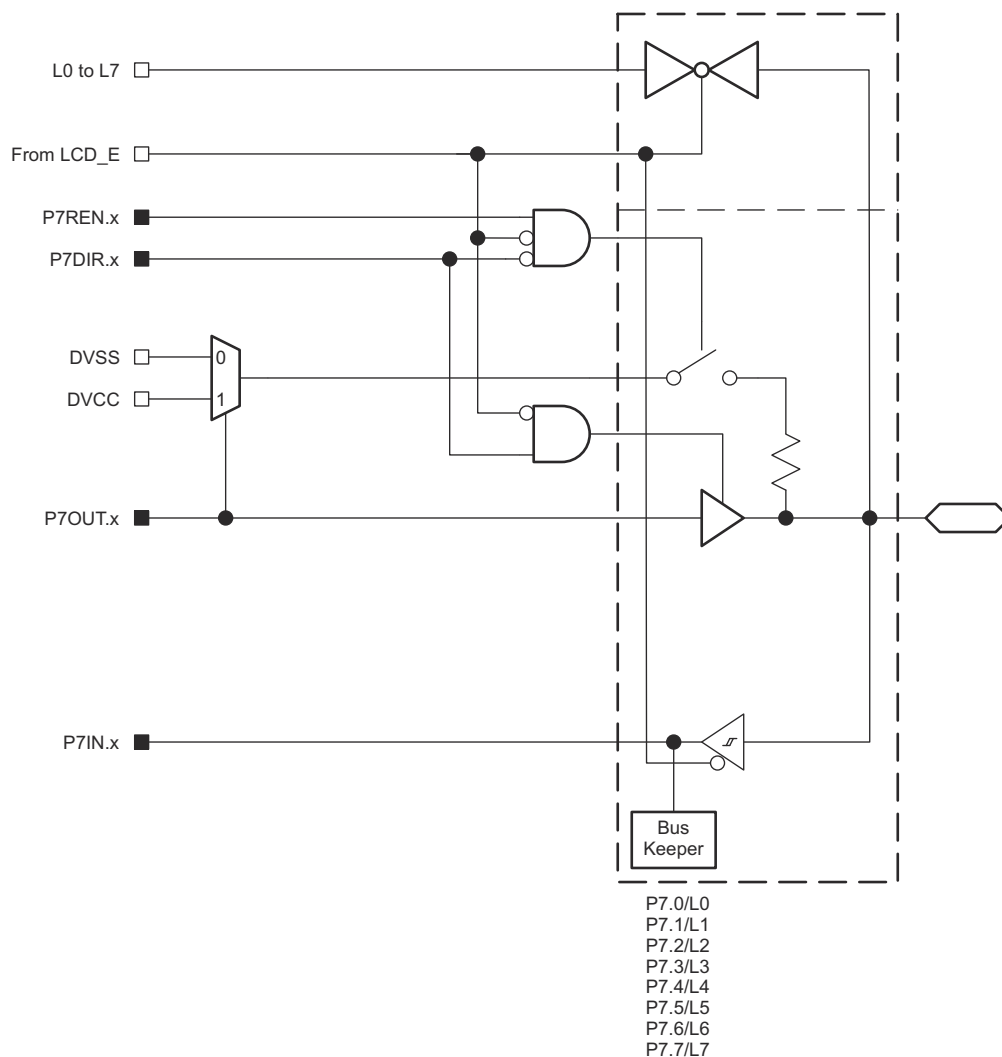 L0 to L7
From LCD_E
P7REN.x
P7DIR.x
DVSS
0
DVCC
1
P7OUT.x
P7IN.x
Bus
Keeper
P7.0/L0
P7.1/L1
P7.2/L2
P7.3/L3
P7.4/L4
P7.5/L5
P7.6/L6
P7.7/L7